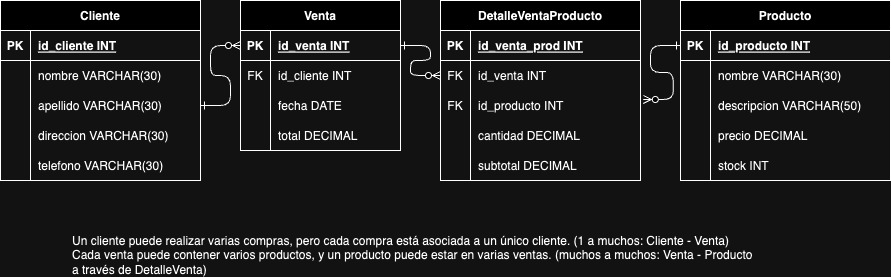 Cliente
PK id_cliente INT
nombre VARCHAR(30)
apellido VARCHAR(30)
direccion VARCHAR(30)
telefono VARCHAR(30)
Venta
PK id_venta INT
FK id_cliente INT
fecha DATE
total DECIMAL
DetalleVentaProducto
PK id_venta_prod INT
FK id_venta INT
FK id_producto INT
cantidad DECIMAL
subtotal DECIMAL
Producto
PK id_producto INT
nombre VARCHAR(30)
descripcion VARCHAR(50)
precio DECIMAL
stock INT
Un cliente puede realizar varias compras, pero cada compra está asociada a un único cliente. (1 a muchos: Cliente - Venta)
Cada venta puede contener varios productos, y un producto puede estar en varias ventas. (muchos a muchos: Venta - Producto
a través de DetalleVenta)